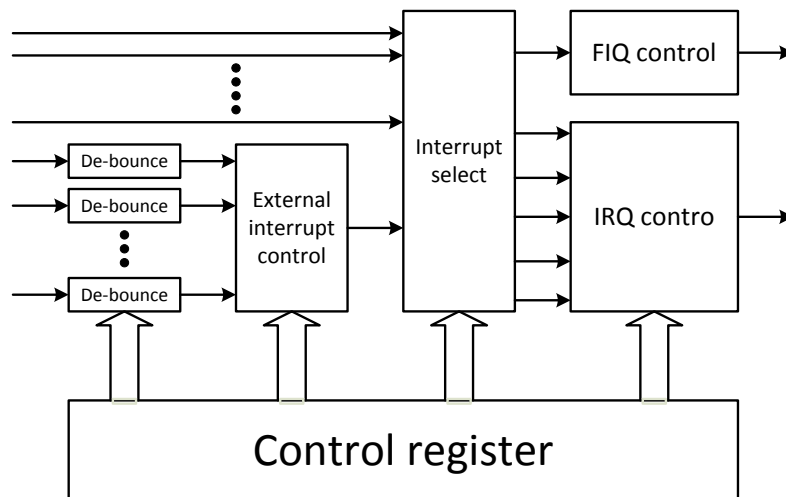 FIQ control
Interrupt
select
De-bounce
De-bounce
De-bounce
External
interrupt
control
IRQ contro
Control register